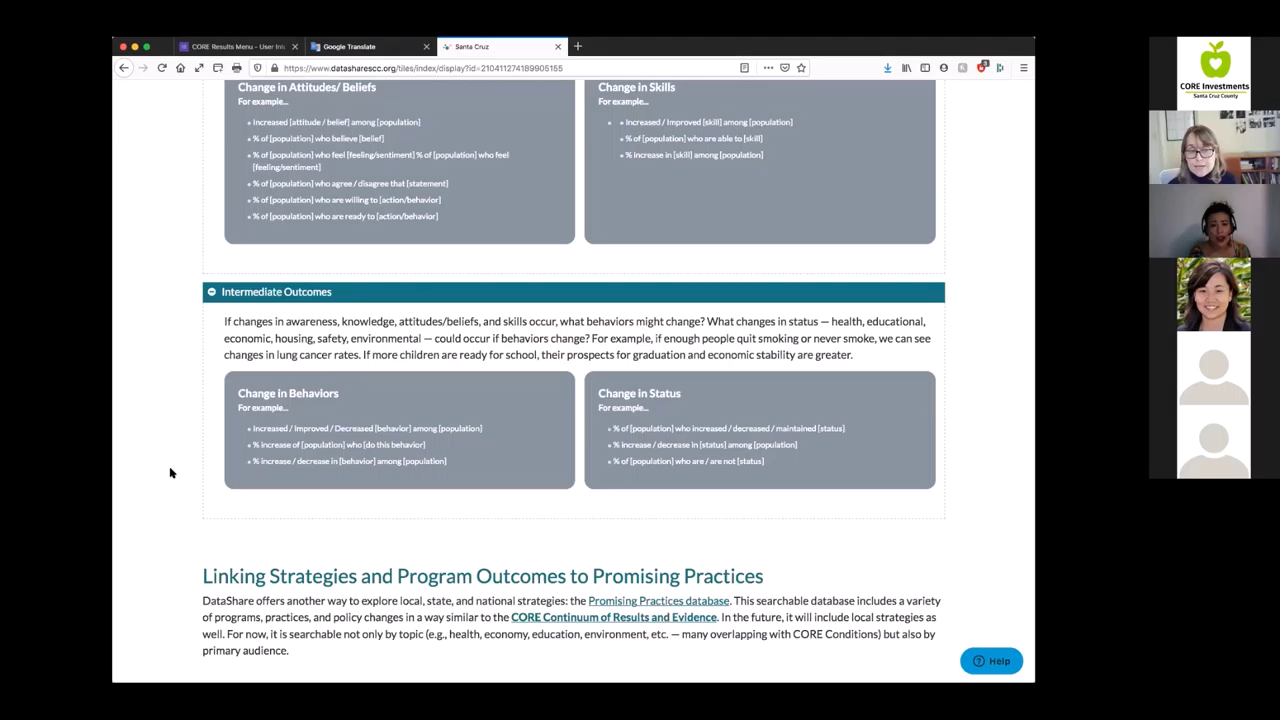 CORE Results Menu - User Int
Google Translate
Santa Cruz
https://www.datasharescc.org/tiles/index/display?id=210411274189905155
Change in Attitudes/ Beliefs
For example...
Increased [attitude / belief] among [population]
% of [population] who believe [belief]
% of [population] who feel [feeling/sentiment] % of [population] who feel
[feeling/sentiment]
% of [population] who agree / disagree that [statement]
% of [population] who are willing to [action/behavior]
% of [population] who are ready to [action/behavior]
Change in Skills
For example...
Increased / Improved [skill] among [population]
% of [population] who are able to [skill]
% increase in [skill] among [population]
Intermediate Outcomes
If changes in awareness, knowledge, attitudes/beliefs, and skills occur, what behaviors might change? What changes in status — health, educational,
economic, housing, safety, environmental — could occur if behaviors change? For example, if enough people quit smoking or never smoke, we can see
changes in lung cancer rates. If more children are ready for school, their prospects for graduation and economic stability are greater.
Change in Behaviors
For example...
Increased / Improved / Decreased [behavior] among [population]
% increase of [population] who [do this behavior]
% increase / decrease in [behavior] among [population]
Change in Status
For example...
% of [population] who increased / decreased / maintained [status]
% increase / decrease in [status] among [population]
% of [population] who are / are not [status]
Linking Strategies and Program Outcomes to Promising Practices
DataShare offers another way to explore local, state, and national strategies: the Promising Practices database. This searchable database includes a variety
of programs, practices, and policy changes in a way similar to the CORE Continuum of Results and Evidence. In the future, it will include local strategies as
well. For now, it is searchable not only by topic (e.g., health, economy, education, environment, etc. — many overlapping with CORE Conditions) but also by
primary audience.
Help
CORE Investments
Santa Cruz County